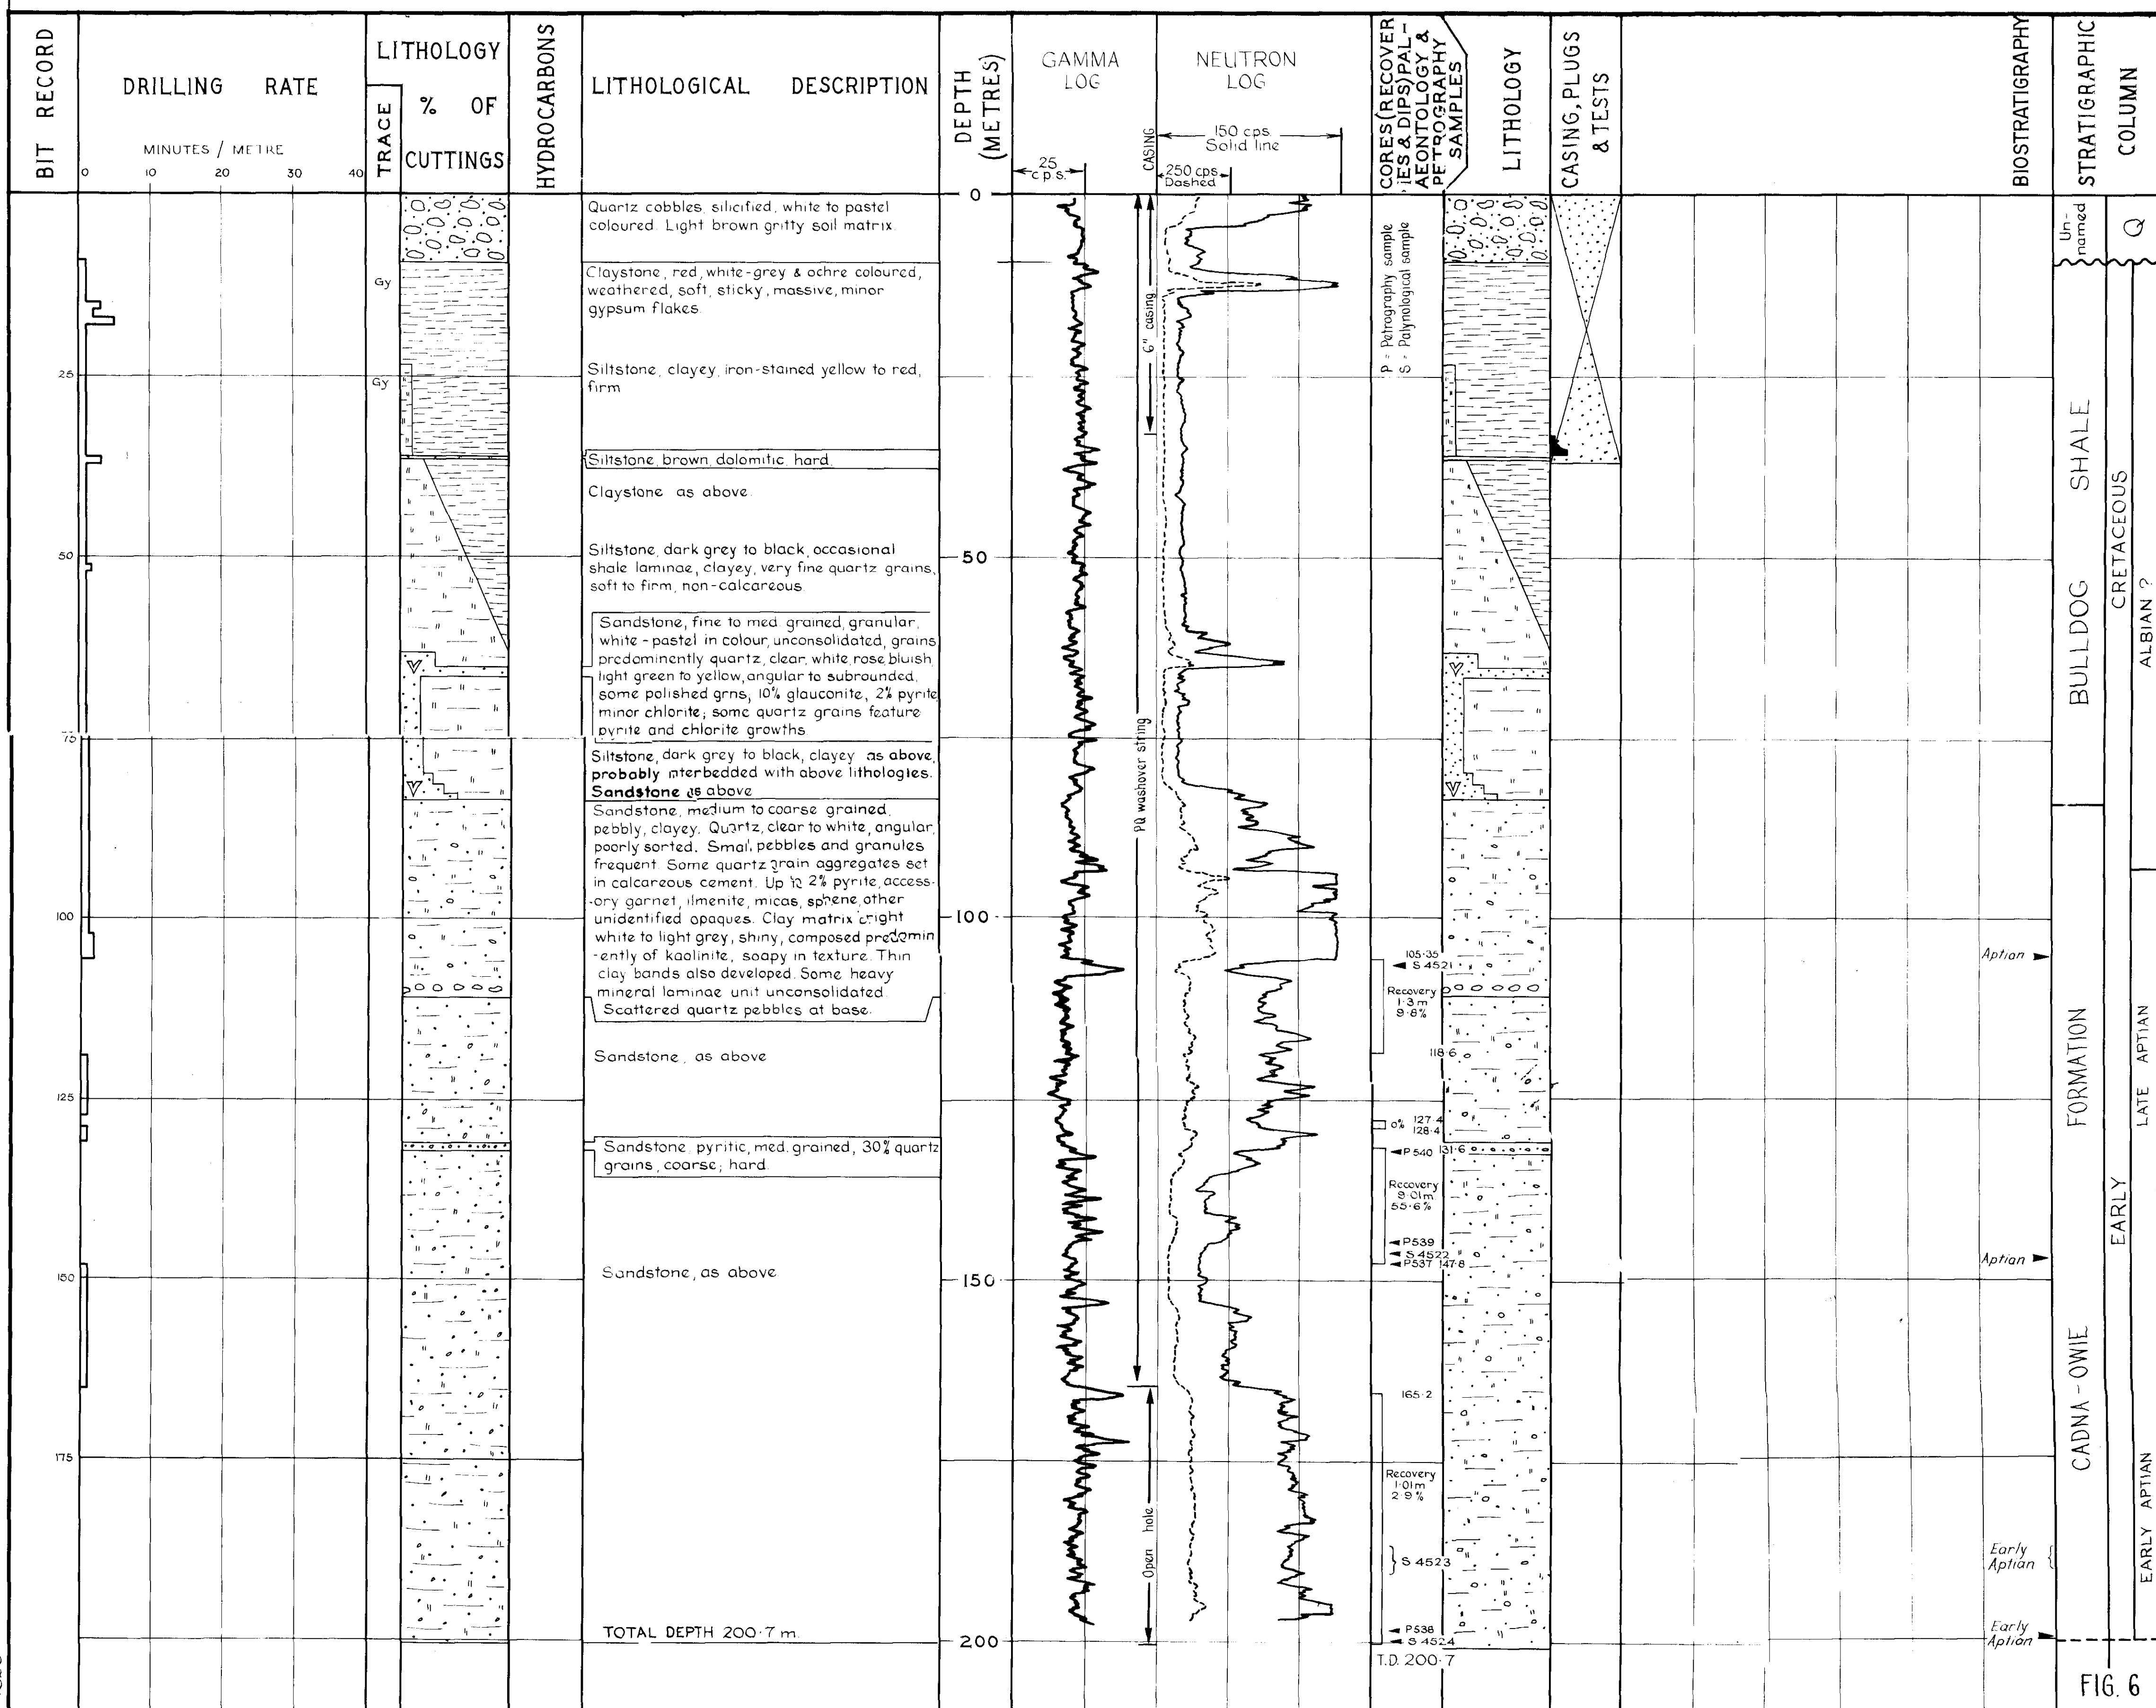 BIT RECORD
DRILLING RATE
MINUTES / METRE
0 10 20 30 40
LITHOLOGY
TRACE
% OF
CUTTINGS
HYDROCARBONS
LITHOLOGICAL DESCRIPTION
DEPTH
(METRES)
GAMMA
LOG
25
c.p.s.
CASING
NEUTRON
LOG
150 cps.
Solid line
250 cps
Dashed
CORES (RECOVER
IES & DIPS) PAL-
AEONTOLOGY &
PETROGRAPHY
SAMPLES
LITHOLOGY
CASING, PLUGS
& TESTS
BIOSTRATIGRAPHY
STRATIGRAPHIC
COLUMN
25
50
75
100
125
150
175
Gy
Gy
Quartz cobbles, silicified, white to pastel
coloured. Light brown gritty soil matrix
Claystone, red, white-grey & ochre coloured,
weathered, soft, sticky, massive, minor
gypsum flakes.
Siltstone, clayey, iron-stained yellow to red,
firm
Siltstone, brown, dolomitic, hard.
Claystone as above.
Siltstone, dark grey to black, occasional
shale laminae, clayey, very fine quartz grains,
soft to firm, non-calcareous.
Sandstone, fine to med. grained, granular,
white - pastel in colour, unconsolidated, grains
predominently quartz, clear, white, rose, bluish,
light green to yellow, angular to subrounded,
some polished grns, 10% glauconite, 2% pyrite
minor chlorite; some quartz grains feature
pyrite and chlorite growths.
Siltstone, dark grey to black, clayey as above,
probably interbedded with above lithologies.
Sandstone as above
Sandstone, medium to coarse grained,
pebbly, clayey. Quartz, clear to white, angular,
poorly sorted. Small pebbles and granules
frequent. Some quartz grain aggregates set
in calcareous cement. Up to 2% pyrite, access-
-ory garnet, ilmenite, micas, sphene, other
unidentified opaques. Clay matrix bright
white to light grey, shiny, composed predomin
-ently of kaolinite, soapy in texture. Thin
clay bands also developed. Some heavy
mineral laminae unit unconsolidated.
Scattered quartz pebbles at base.
Sandstone, as above
Sandstone, pyritic, med. grained, 30% quartz
grains, coarse; hard.
Sandstone, as above.
TOTAL DEPTH 200·7 m.
0
50
100
150
200
6" casing
PQ washover string
Open hole
P = Petrography sample
S = Palynological sample
105·35
S 4521
Recovery
1·3 m
9·8%
118·6
0% 127·4
128·4
P540 131·6
Recovery
9·01m
55·6%
P539
S 4522
P537 147·8
165·2
Recovery
1·01m
2·9%
S 4523
P538
S 4524
T.D. 200·7
Aption
Aption
Early
Aption
Early
Aption
Un-
named
Q
BULLDOG SHALE
CADNA - OWIE FORMATION
EARLY CRETACEOUS
ALBIAN ?
LATE APTIAN
EARLY APTIAN
FIG. 6